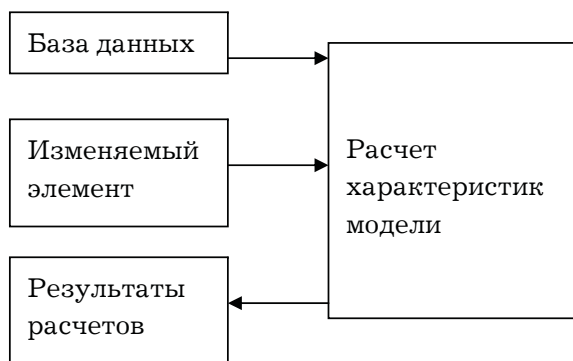 База данных
Изменяемый
элемент
Результаты
расчетов
Расчет
характеристик
модели